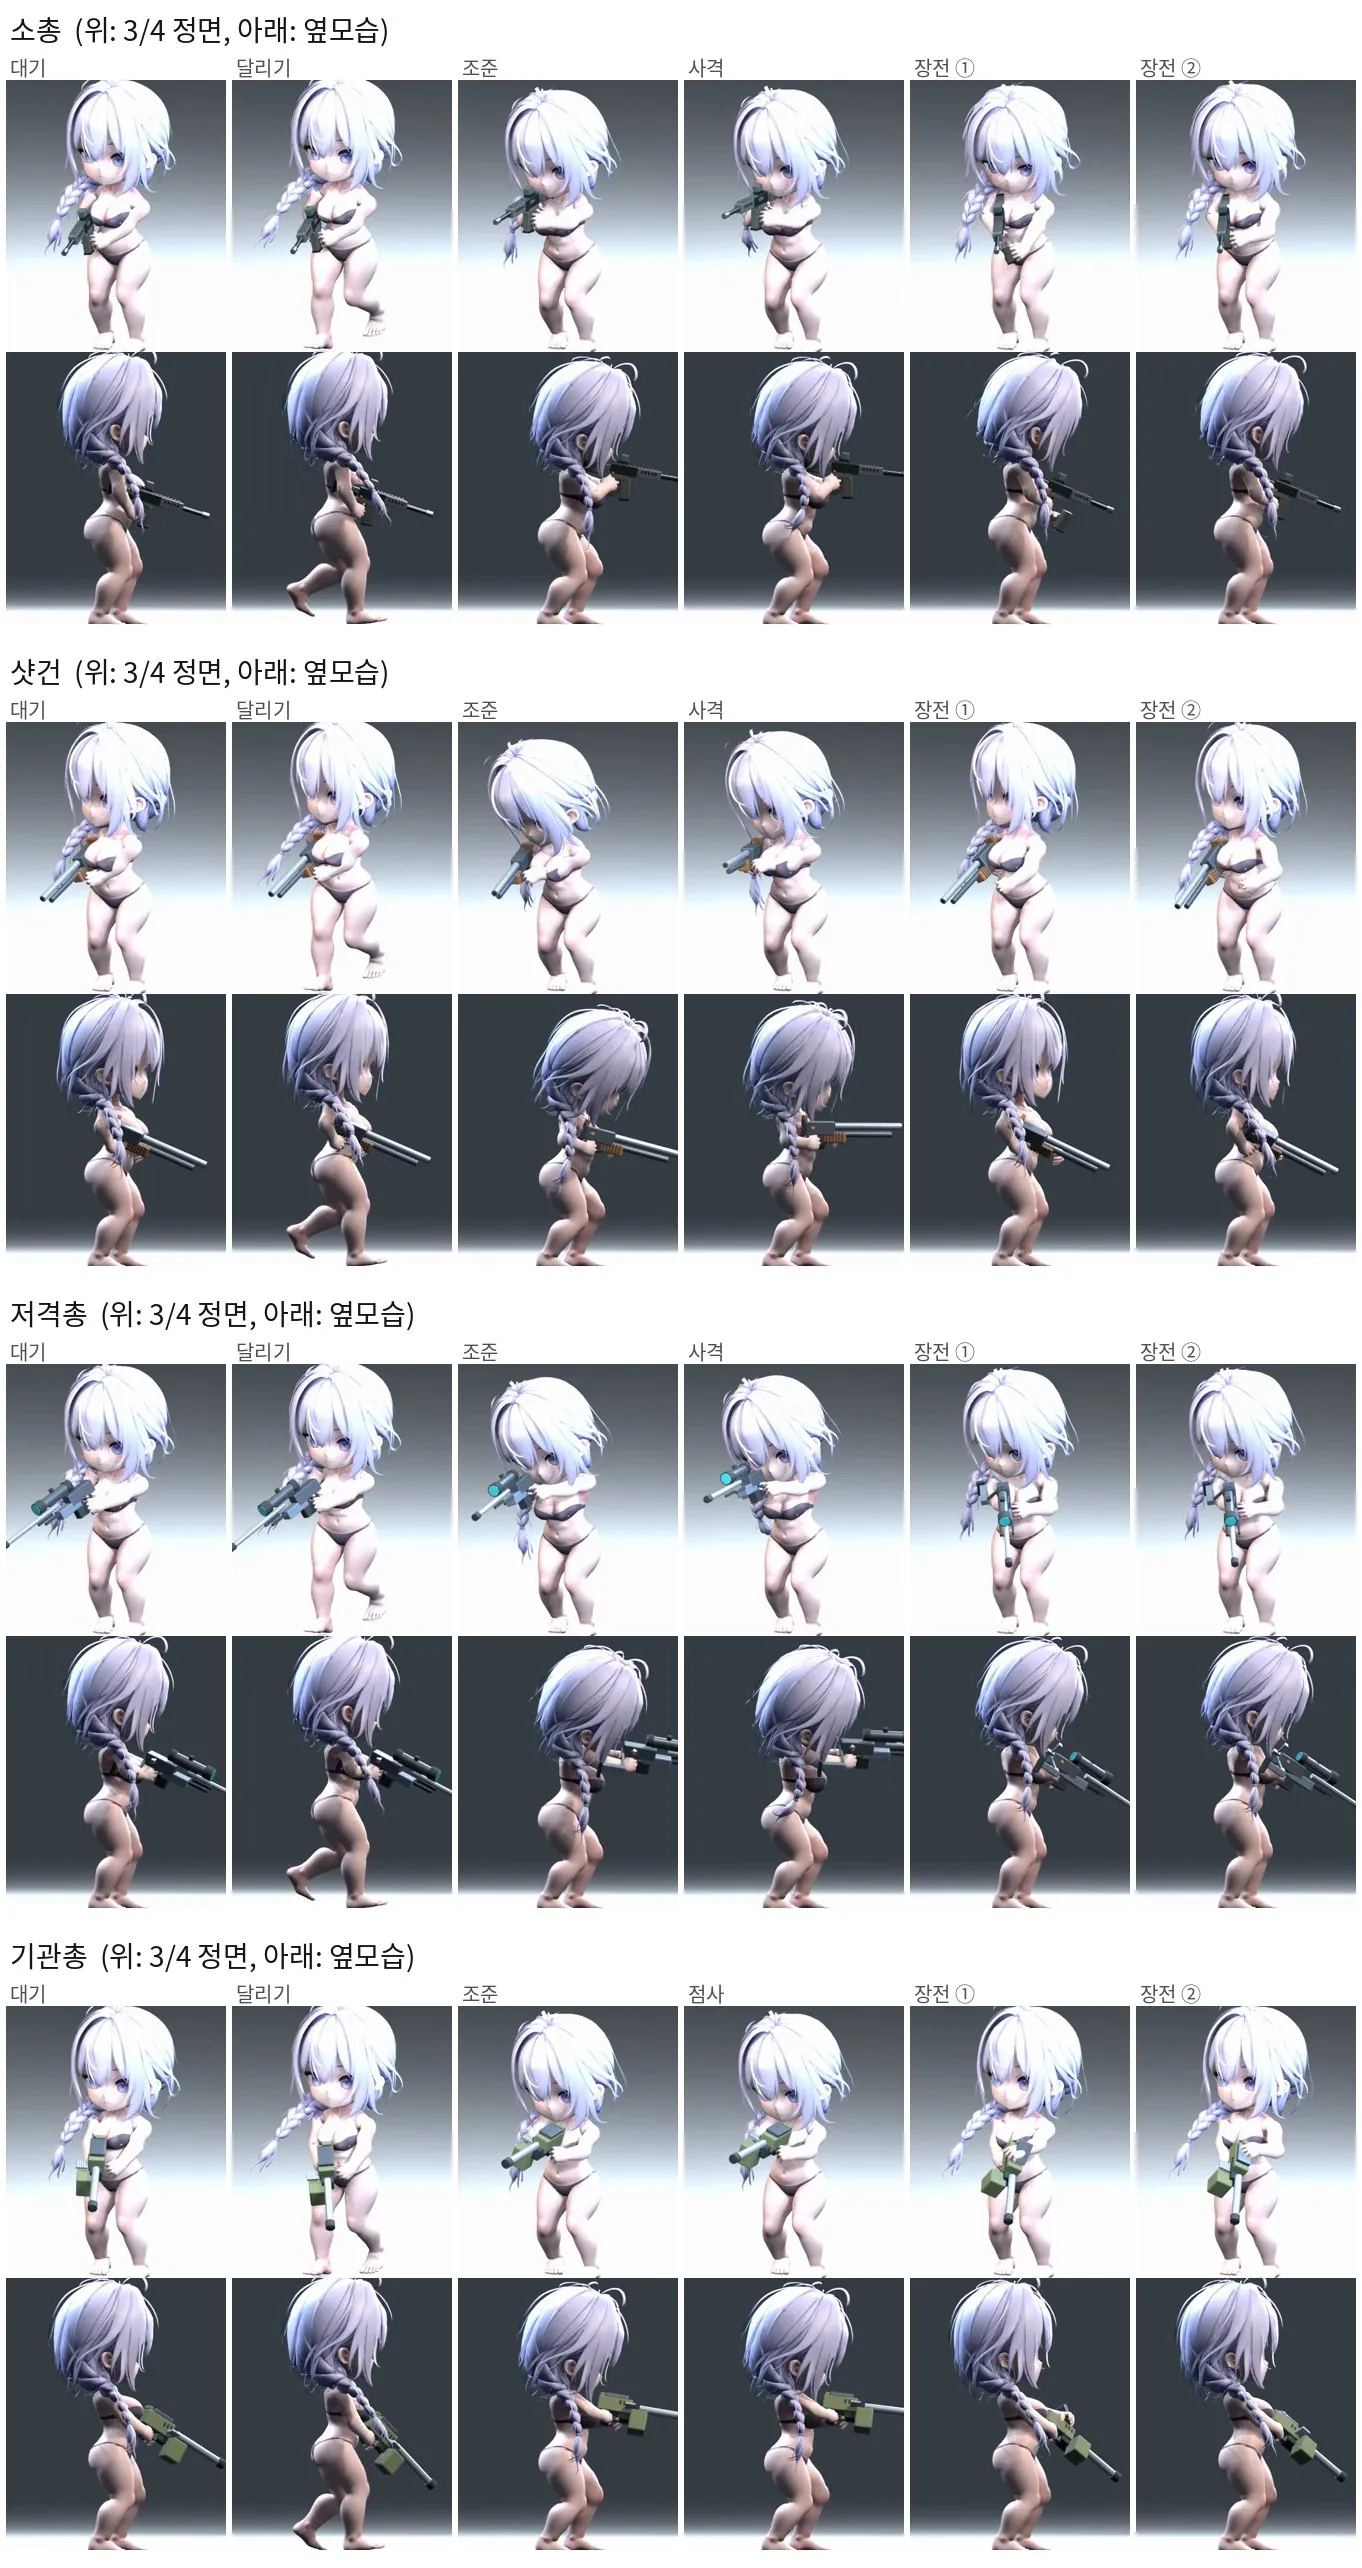 소총 (위: 3/4 정면, 아래: 옆모습)
대기 달리기 조준 사격 장전 ① 장전 ②
샷건 (위: 3/4 정면, 아래: 옆모습)
대기 달리기 조준 사격 장전 ① 장전 ②
저격총 (위: 3/4 정면, 아래: 옆모습)
대기 달리기 조준 사격 장전 ① 장전 ②
기관총 (위: 3/4 정면, 아래: 옆모습)
대기 달리기 조준 점사 장전 ① 장전 ②